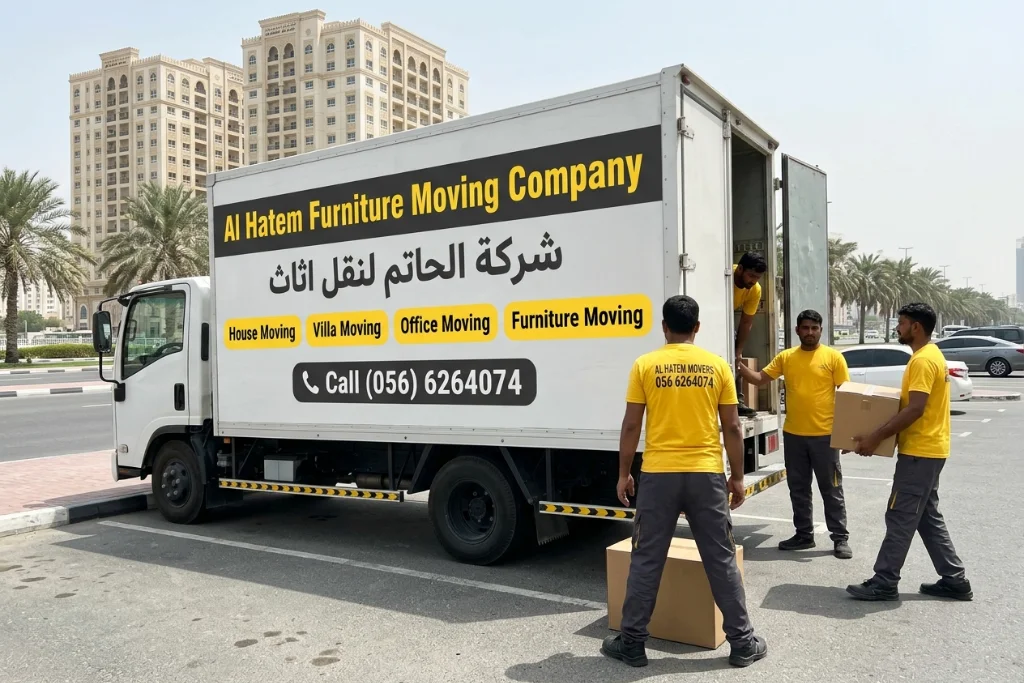 Al Hatem Furniture Moving Company
شركة الحاتم لنقل اثاث
House Moving
Villa Moving
Office Moving
Furniture Moving
Call (056) 6264074
AL HATEM MOVERS
056 6264074